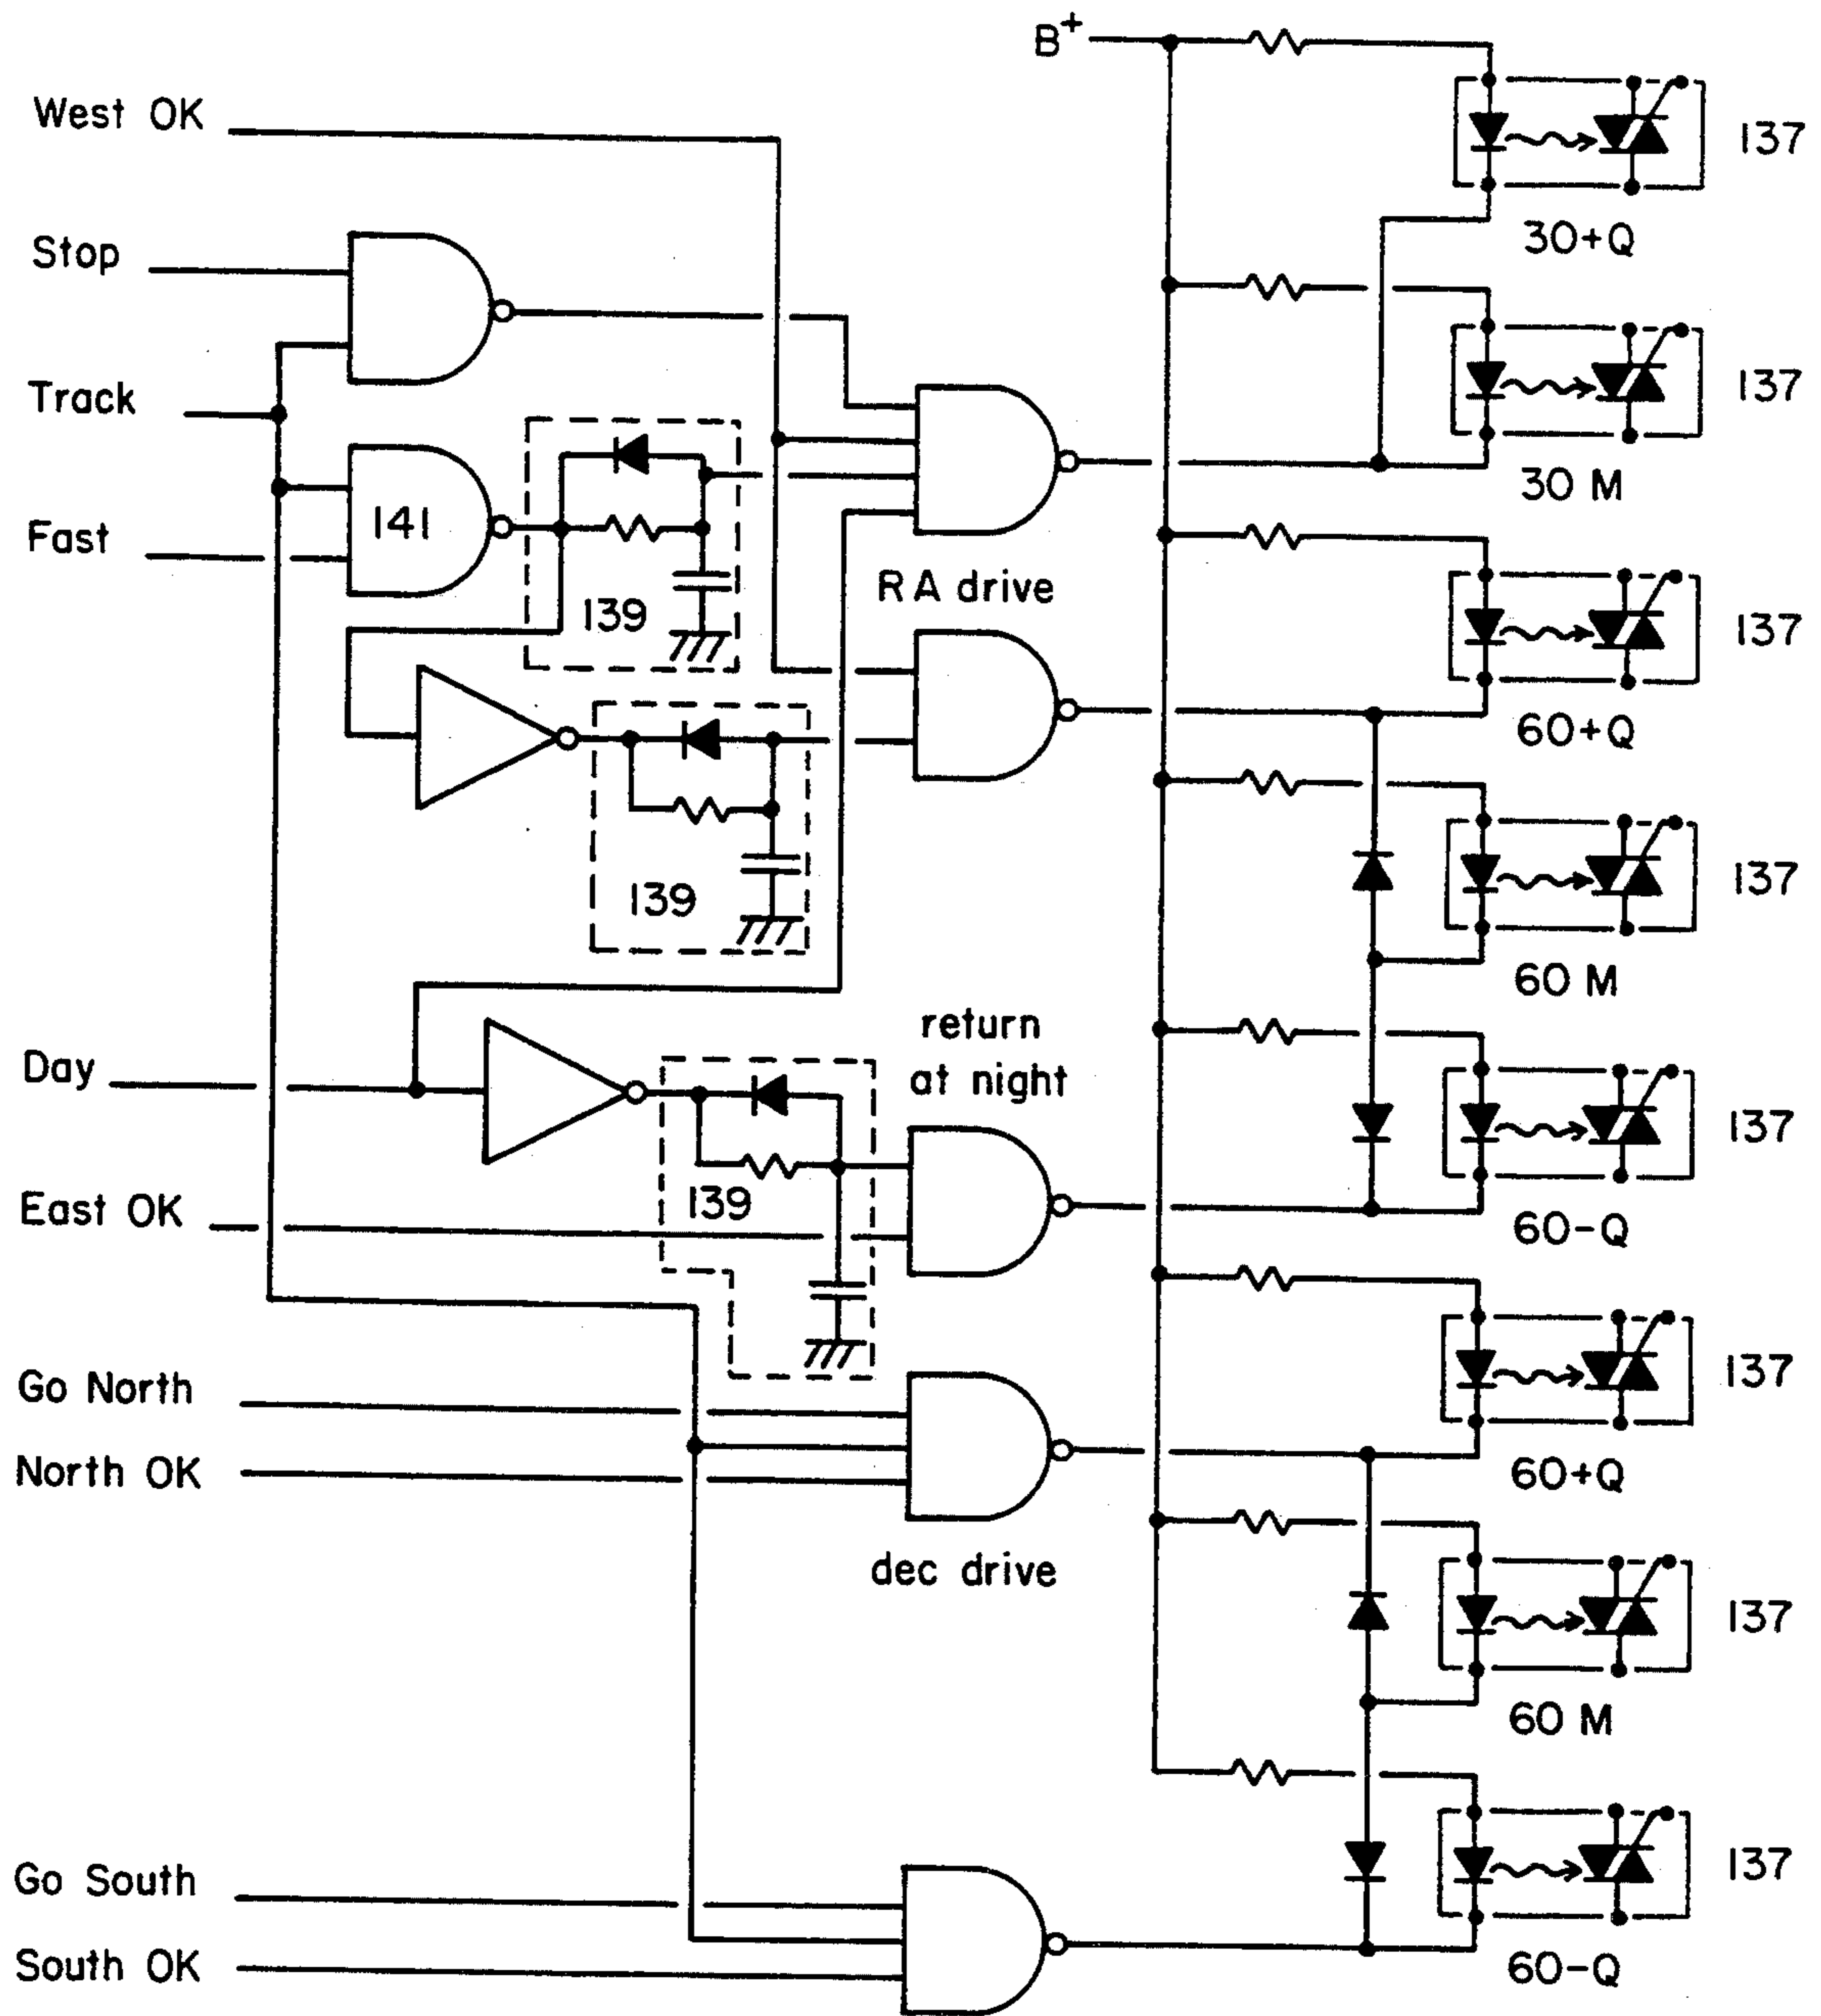 B+
West OK
137
Stop
30+Q
Track
137
30 M
Fast
141
RA drive
139
137
60+Q
139
137
60 M
return
at night
Day
137
East OK
139
60-Q
Go North
137
North OK
60+Q
dec drive
137
60 M
Go South
137
South OK
60-Q